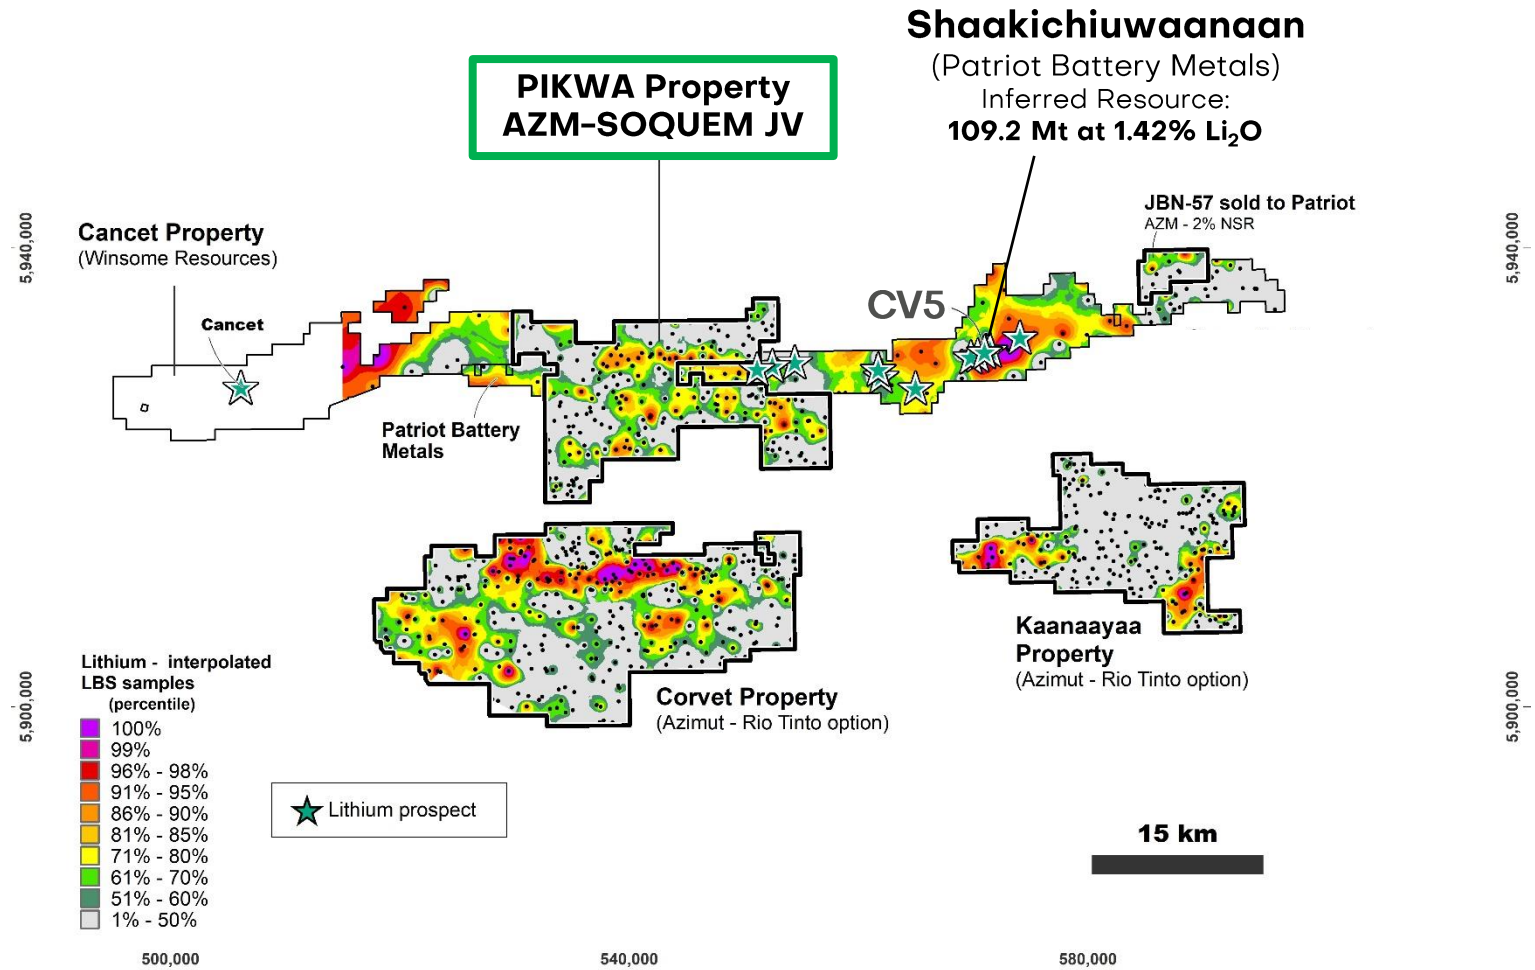 Shaakichiuwaanaan
(Patriot Battery Metals)
Inferred Resource:
109.2 Mt at 1.42% Li₂O
PIKWA Property
AZM-SOQUEM JV
JBN-57 sold to Patriot
AZM - 2% NSR
Cancet Property
(Winsome Resources)
5,940,000
5,940,000
Cancet
CV5
Patriot Battery
Metals
Kaanaayaa
Property
(Azimut - Rio Tinto option)
Corvet Property
(Azimut - Rio Tinto option)
5,900,000
5,900,000
Lithium - interpolated
LBS samples
(percentile)
100%
99%
96% - 98%
91% - 95%
86% - 90%
81% - 85%
71% - 80%
61% - 70%
51% - 60%
1% - 50%
Lithium prospect
15 km
500,000
540,000
580,000